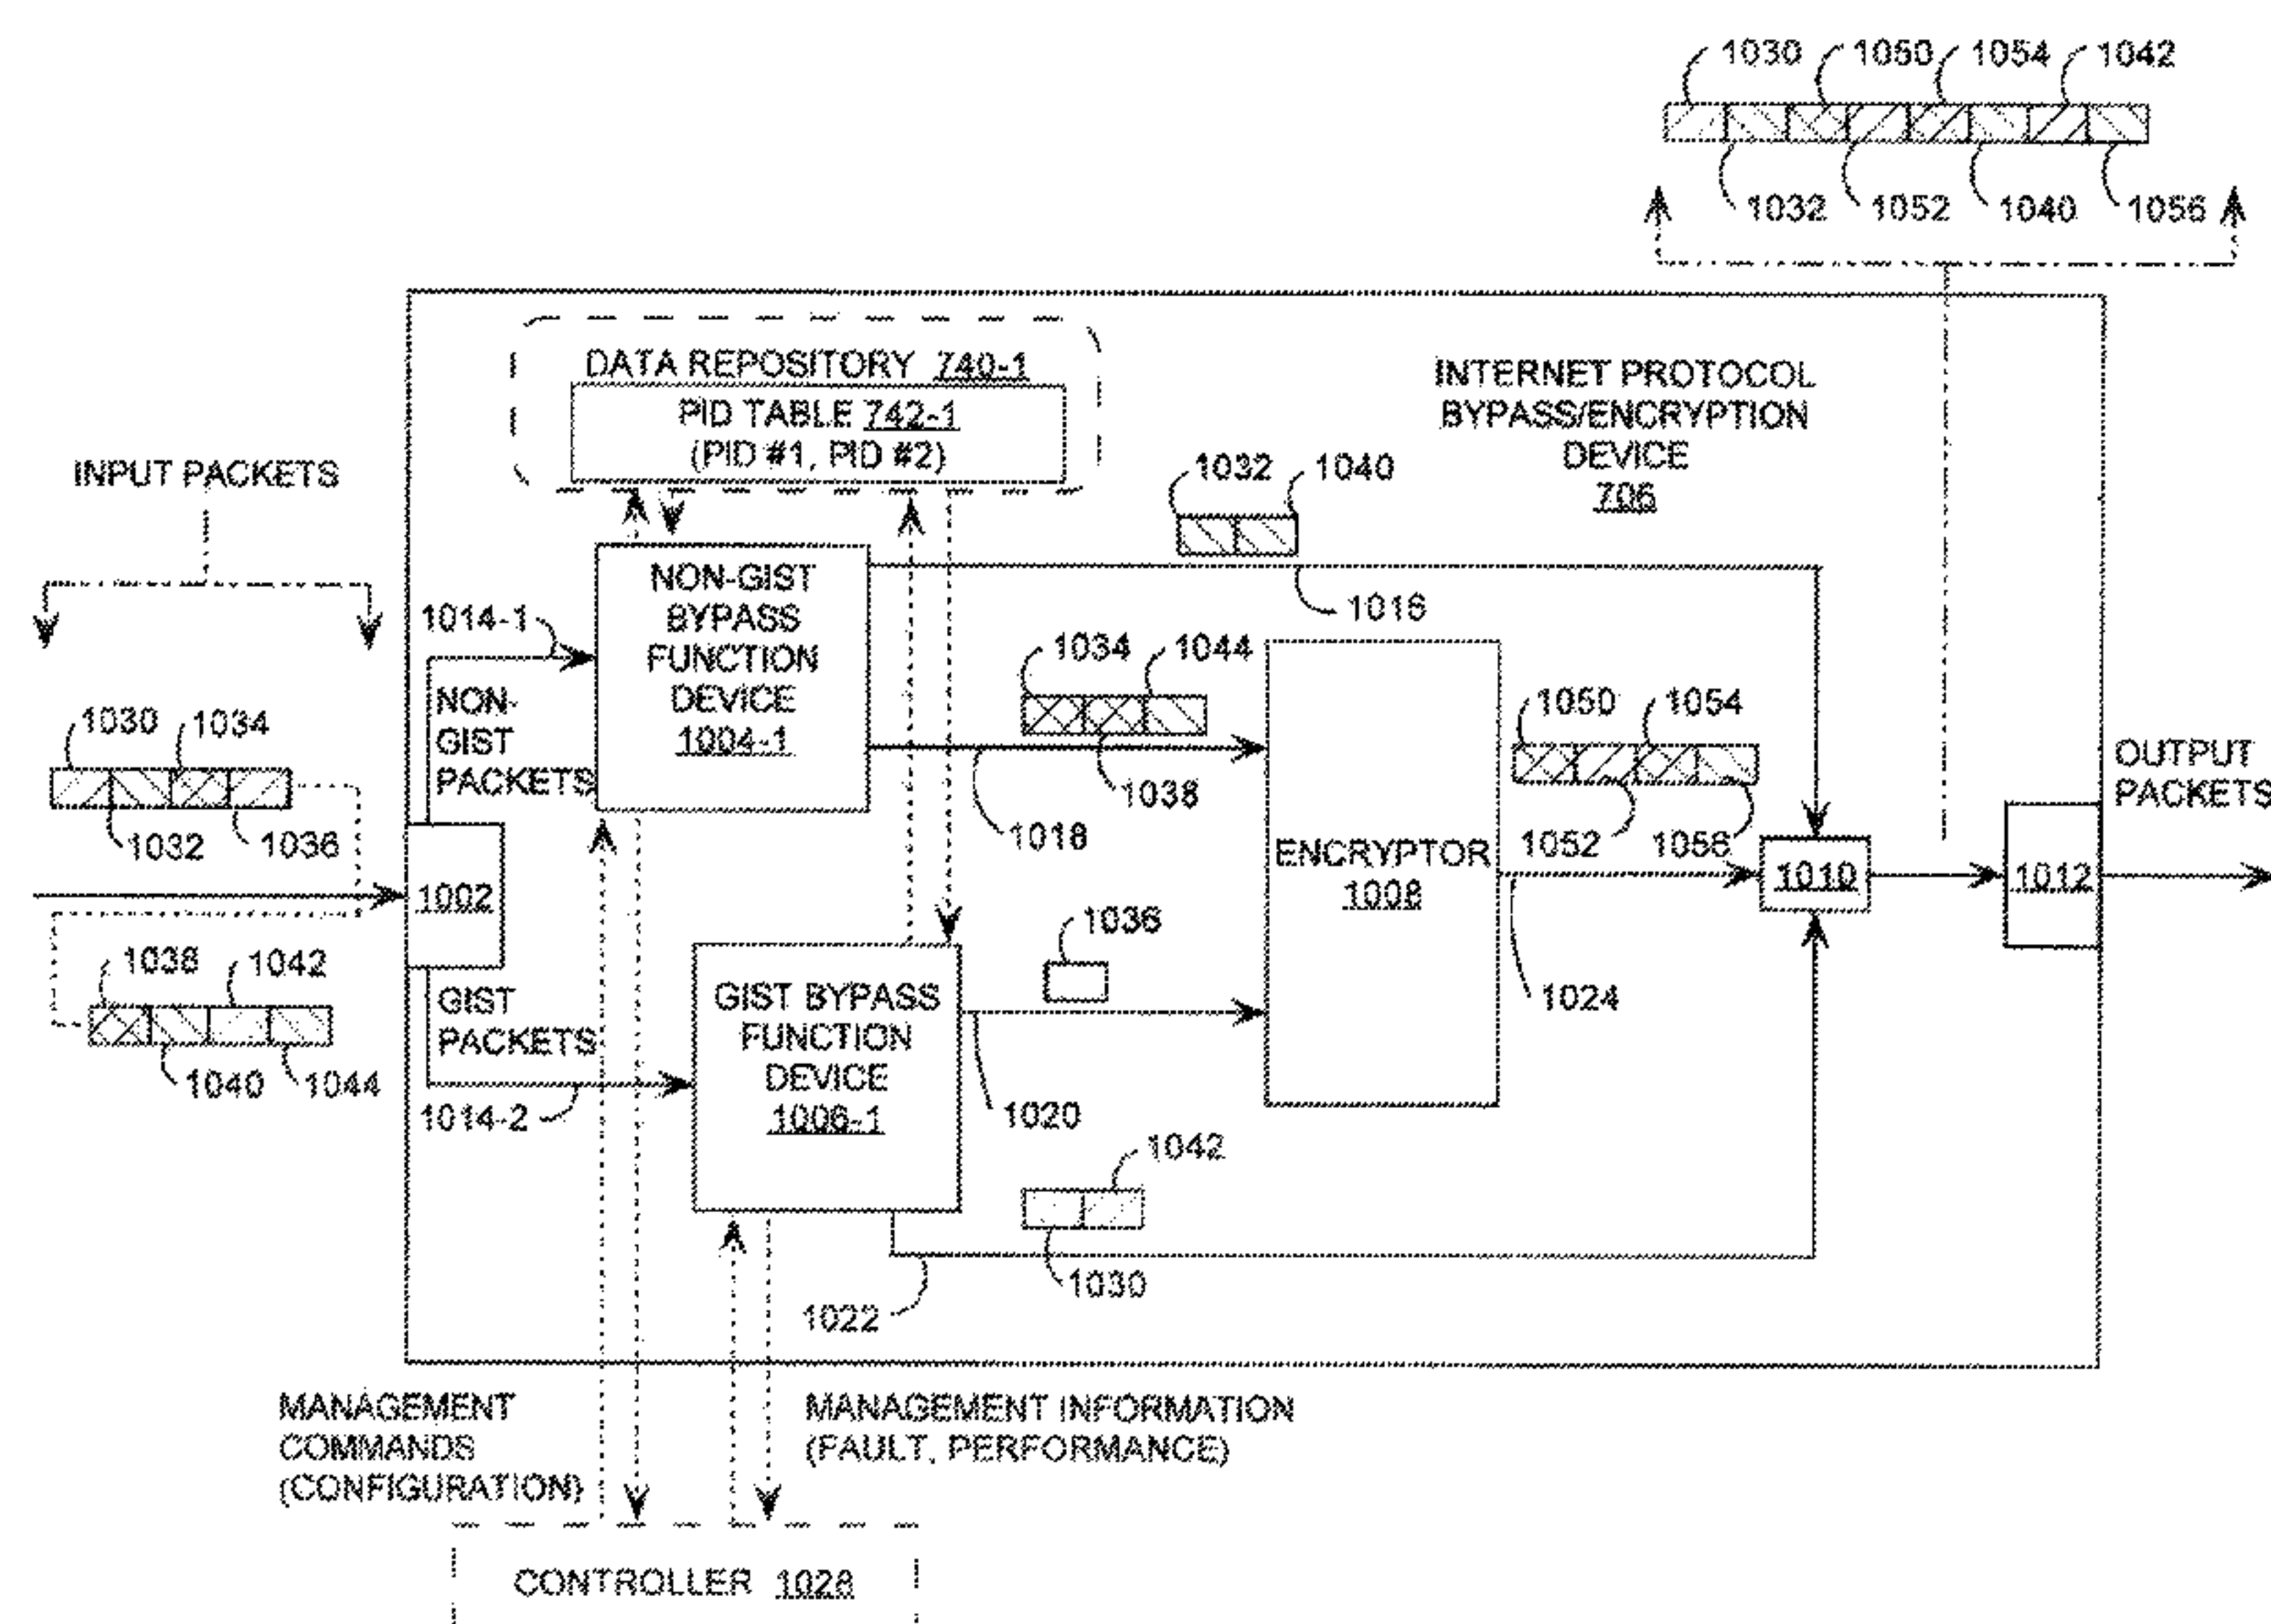 1030 1050 1054 1042
1032 1052 1040 1056
DATA REPOSITORY 740-1
PID TABLE 742-1
(PID #1, PID #2)
INTERNET PROTOCOL
BYPASS/ENCRYPTION
DEVICE
706
INPUT PACKETS
1032 1040
1016
NON-GIST
BYPASS
FUNCTION
DEVICE
1004-1
1014-1
NON-
GIST
PACKETS
1034 1044
1038
1018
1030 1034
1032 1036
1002
1038 1042
1040 1044
GIST
PACKETS
1014-2
ENCRYPTOR
1008
1050 1054
1052 1056
1024
1010
1012
OUTPUT
PACKETS
GIST BYPASS
FUNCTION
DEVICE
1006-1
1036
1020
1042
1030
1022
MANAGEMENT
COMMANDS
(CONFIGURATION)
MANAGEMENT INFORMATION
(FAULT, PERFORMANCE)
CONTROLLER 1028